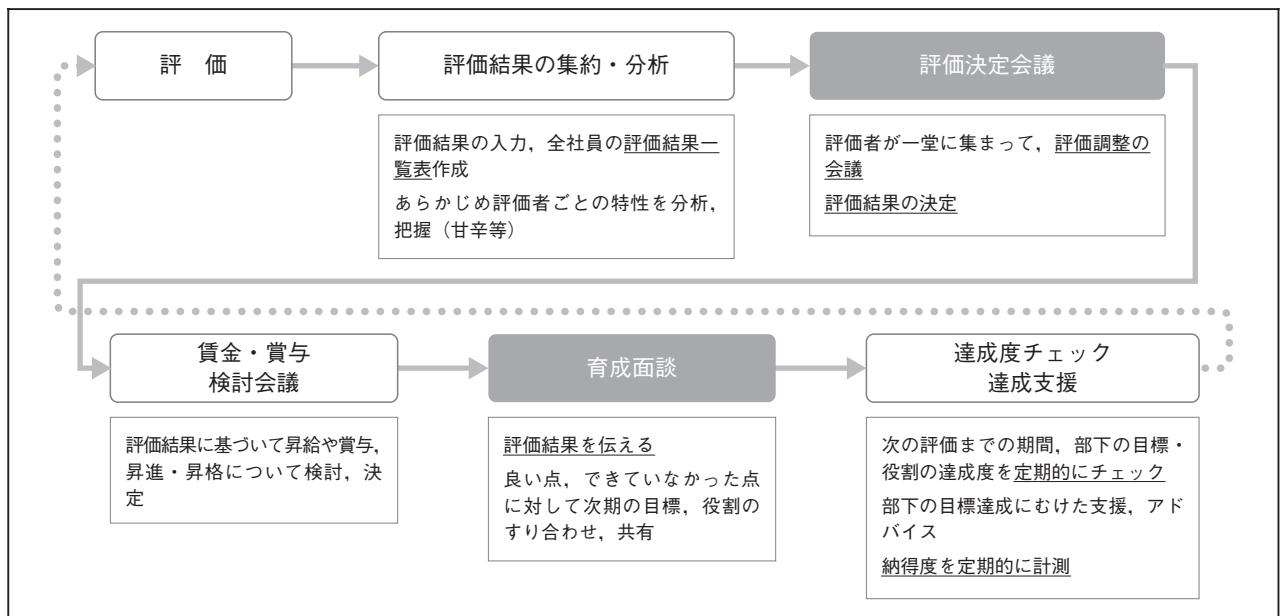 評　価
評価結果の集約・分析
評価決定会議
評価結果の入力，全社員の評価結果一
覧表作成
あらかじめ評価者ごとの特性を分析，
把握（甘辛等）
評価者が一堂に集まって，評価調整の
会議
評価結果の決定
賃金・賞与
検討会議
育成面談
達成度チェック
達成支援
評価結果に基づいて昇給や賞与，
昇進・昇格について検討，決
定
評価結果を伝える
良い点，できていなかった点
に対して次期の目標，役割の
すり合わせ，共有
次の評価までの期間，部下の目標・
役割の達成度を定期的にチェック
部下の目標達成にむけた支援，アド
バイス
納得度を定期的に計測